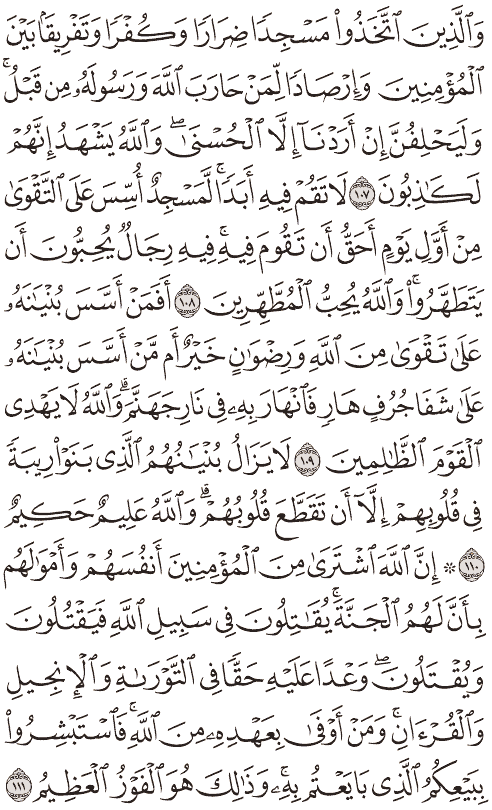 وَٱلَّذِينَ ٱتَّخَذُواْ مَسۡجِدٗا ضِرَارٗا وَكُفۡرٗا وَتَفۡرِيقَۢا بَيۡنَ
ٱلۡمُؤۡمِنِينَ وَإِرۡصَادٗا لِّمَنۡ حَارَبَ ٱللَّهَ وَرَسُولَهُۥ مِن قَبۡلُۚ
وَلَيَحۡلِفُنَّ إِنۡ أَرَدۡنَآ إِلَّا ٱلۡحُسۡنَىٰۖ وَٱللَّهُ يَشۡهَدُ إِنَّهُمۡ
لَكَٰذِبُونَ ١٠٧ لَا تَقُمۡ فِيهِ أَبَدٗاۚ لَّمَسۡجِدٌ أُسِّسَ عَلَى ٱلتَّقۡوَىٰ
مِنۡ أَوَّلِ يَوۡمٍ أَحَقُّ أَن تَقُومَ فِيهِۚ فِيهِ رِجَالٞ يُحِبُّونَ أَن
يَتَطَهَّرُواْۚ وَٱللَّهُ يُحِبُّ ٱلۡمُطَّهِّرِينَ ١٠٨ أَفَمَنۡ أَسَّسَ بُنۡيَٰنَهُۥ
عَلَىٰ تَقۡوَىٰ مِنَ ٱللَّهِ وَرِضۡوَٰنٍ خَيۡرٌ أَم مَّنۡ أَسَّسَ بُنۡيَٰنَهُۥ
عَلَىٰ شَفَا جُرُفٍ هَارٖ فَٱنۡهَارَ بِهِۦ فِي نَارِ جَهَنَّمَۗ وَٱللَّهُ لَا يَهۡدِي
ٱلۡقَوۡمَ ٱلظَّٰلِمِينَ ١٠٩ لَا يَزَالُ بُنۡيَٰنُهُمُ ٱلَّذِي بَنَوۡاْ رِيبَةٗ
فِي قُلُوبِهِمۡ إِلَّآ أَن تَقَطَّعَ قُلُوبُهُمۡۗ وَٱللَّهُ عَلِيمٌ حَكِيمٌ
١١٠ ۞ إِنَّ ٱللَّهَ ٱشۡتَرَىٰ مِنَ ٱلۡمُؤۡمِنِينَ أَنفُسَهُمۡ وَأَمۡوَٰلَهُم
بِأَنَّ لَهُمُ ٱلۡجَنَّةَۚ يُقَٰتِلُونَ فِي سَبِيلِ ٱللَّهِ فَيَقۡتُلُونَ
وَيُقۡتَلُونَۖ وَعۡدًا عَلَيۡهِ حَقّٗا فِي ٱلتَّوۡرَىٰةِ وَٱلۡإِنجِيلِ
وَٱلۡقُرۡءَانِۚ وَمَنۡ أَوۡفَىٰ بِعَهۡدِهِۦ مِنَ ٱللَّهِۚ فَٱسۡتَبۡشِرُواْ
بِبَيۡعِكُمُ ٱلَّذِي بَايَعۡتُم بِهِۦۚ وَذَٰلِكَ هُوَ ٱلۡفَوۡزُ ٱلۡعَظِيمُ ١١١